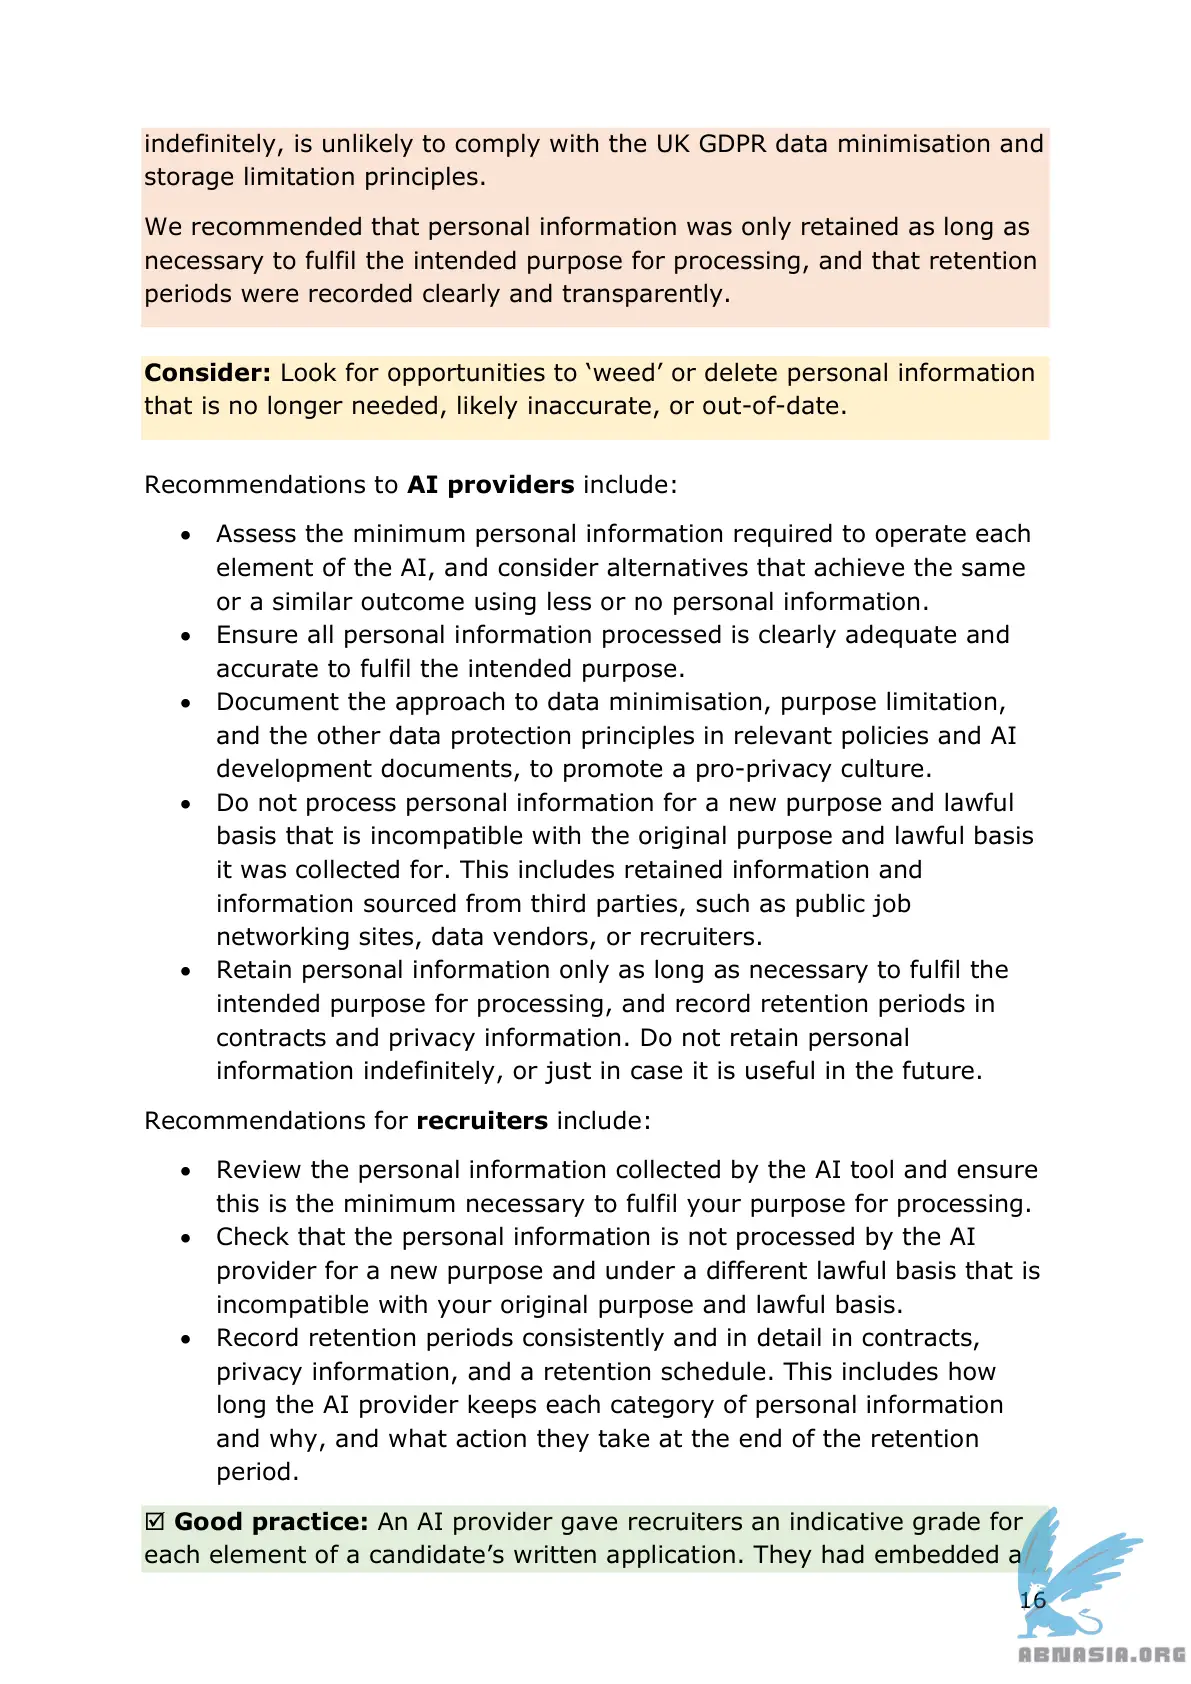 indefinitely, is unlikely to comply with the UK GDPR data minimisation and
storage limitation principles.
We recommended that personal information was only retained as long as
necessary to fulfil the intended purpose for processing, and that retention
periods were recorded clearly and transparently.
Consider: Look for opportunities to ‘weed’ or delete personal information
that is no longer needed, likely inaccurate, or out-of-date.
Recommendations to AI providers include:
• Assess the minimum personal information required to operate each
element of the AI, and consider alternatives that achieve the same
or a similar outcome using less or no personal information.
• Ensure all personal information processed is clearly adequate and
accurate to fulfil the intended purpose.
• Document the approach to data minimisation, purpose limitation,
and the other data protection principles in relevant policies and AI
development documents, to promote a pro-privacy culture.
• Do not process personal information for a new purpose and lawful
basis that is incompatible with the original purpose and lawful basis
it was collected for. This includes retained information and
information sourced from third parties, such as public job
networking sites, data vendors, or recruiters.
• Retain personal information only as long as necessary to fulfil the
intended purpose for processing, and record retention periods in
contracts and privacy information. Do not retain personal
information indefinitely, or just in case it is useful in the future.
Recommendations for recruiters include:
• Review the personal information collected by the AI tool and ensure
this is the minimum necessary to fulfil your purpose for processing.
• Check that the personal information is not processed by the AI
provider for a new purpose and under a different lawful basis that is
incompatible with your original purpose and lawful basis.
• Record retention periods consistently and in detail in contracts,
privacy information, and a retention schedule. This includes how
long the AI provider keeps each category of personal information
and why, and what action they take at the end of the retention
period.
☑ Good practice: An AI provider gave recruiters an indicative grade for
each element of a candidate’s written application. They had embedded a
16
ABNASIA.ORG